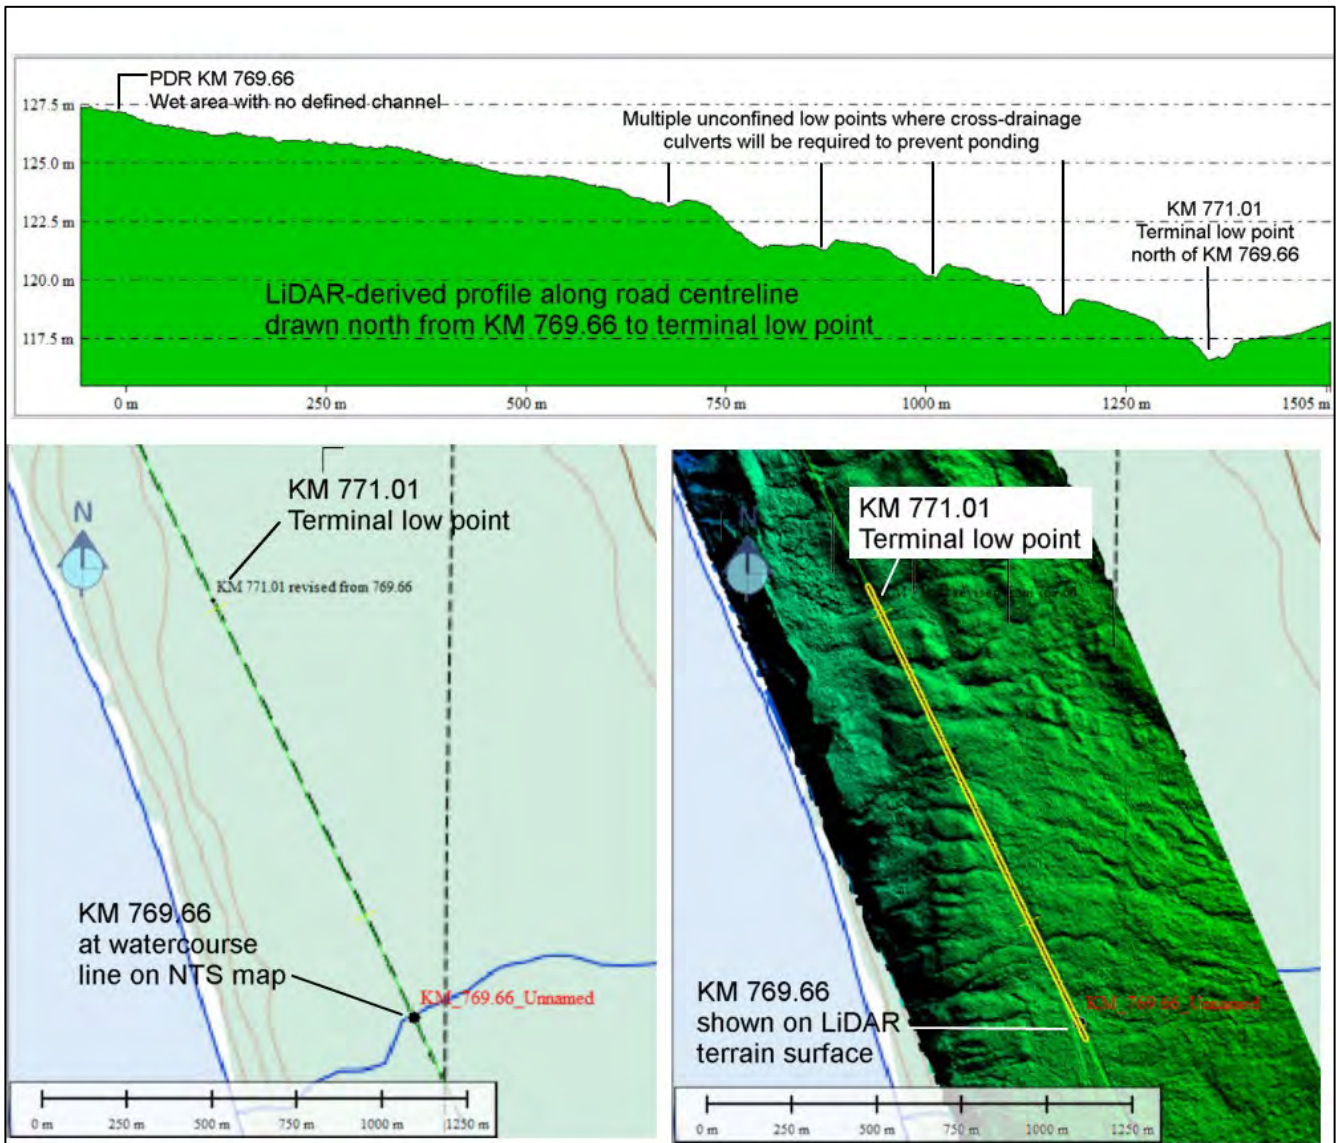 PDR KM 769.66
Wet area with no defined channel
Multiple unconfined low points where cross-drainage
culverts will be required to prevent ponding
KM 771.01
Terminal low point
north of KM 769.66
127.5 m
125.0 m
122.5 m
120.0 m
117.5 m
LiDAR-derived profile along road centreline
drawn north from KM 769.66 to terminal low point
0 m
250 m
500 m
750 m
1000 m
1250 m
1505 m
N
KM 771.01
Terminal low point
KM 771.01 revised from 769.66
KM 769.66
at watercourse
line on NTS map
KM_769.66_Unnamed
0 m
250 m
500 m
750 m
1000 m
1250 m
N
KM 771.01
Terminal low point
KM 769.66
shown on LiDAR
terrain surface
KM_769.66_Unnamed
0 m
250 m
500 m
750 m
1000 m
1250 m